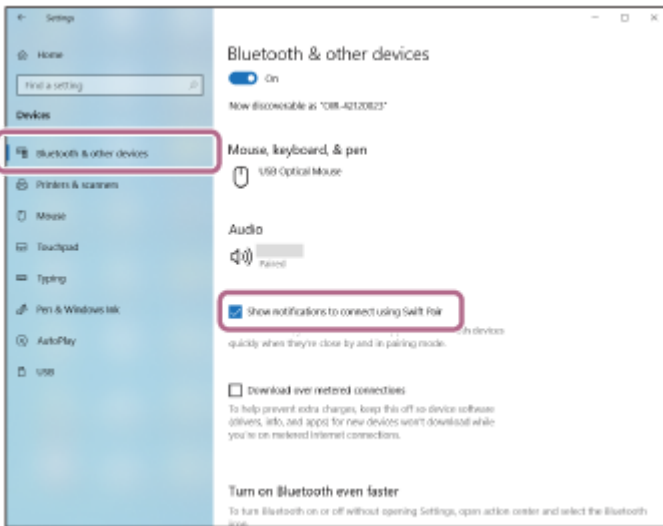 Settings
Home
Find a setting
Devices
Bluetooth & other devices
Printers & scanners
Mouse
Touchpad
Typing
Pen & Windows Ink
AutoPlay
USB
Bluetooth & other devices
On
Now discoverable as
Mouse, keyboard, & pen
USB Optical Mouse
Audio
Paired
Show notifications to connect using Swift Pair
devices
quickly when they're close by and in pairing mode.
Download over metered connections
To help prevent extra charges, keep this off so device software
(drivers, info, and apps) for new devices won't download while
you're on metered internet connections.
Turn on Bluetooth even faster
To turn Bluetooth on or off without opening Settings, open action center and select the Bluetooth
icon.